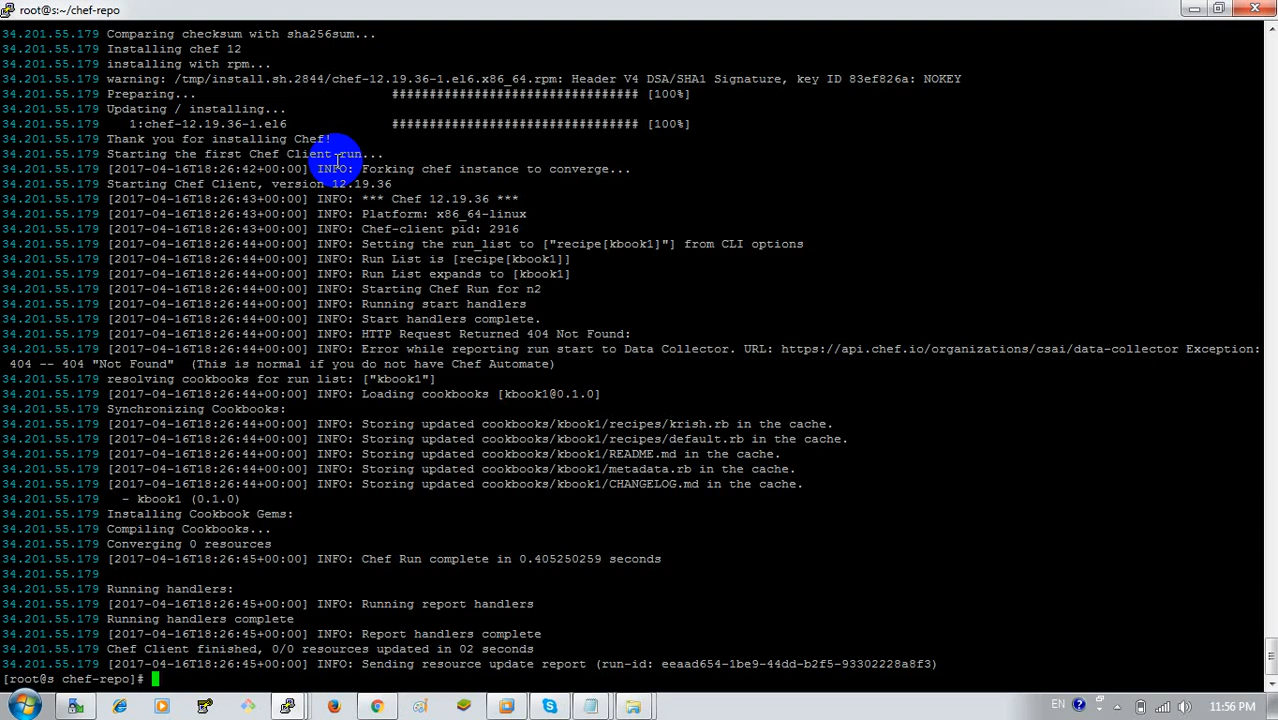 root@s:~/chef-repo
34.201.55.179 Comparing checksum with sha256sum...
34.201.55.179 Installing chef 12
34.201.55.179 installing with rpm...
34.201.55.179 warning: /tmp/install.sh.2844/chef-12.19.36-1.el6.x86_64.rpm: Header V4 DSA/SHA1 Signature, key ID 83ef826a: NOKEY
34.201.55.179 Preparing... ################################# [100%]
34.201.55.179 Updating / installing...
34.201.55.179 1:chef-12.19.36-1.el6 ################################# [100%]
34.201.55.179 Thank you for installing Chef!
34.201.55.179 Starting the first Chef Client run...
34.201.55.179 [2017-04-16T18:26:42+00:00] INFO: Forking chef instance to converge...
34.201.55.179 Starting Chef Client, version 12.19.36
34.201.55.179 [2017-04-16T18:26:43+00:00] INFO: *** Chef 12.19.36 ***
34.201.55.179 [2017-04-16T18:26:43+00:00] INFO: Platform: x86_64-linux
34.201.55.179 [2017-04-16T18:26:43+00:00] INFO: Chef-client pid: 2916
34.201.55.179 [2017-04-16T18:26:44+00:00] INFO: Setting the run_list to ["recipe[kbook1]"] from CLI options
34.201.55.179 [2017-04-16T18:26:44+00:00] INFO: Run List is [recipe[kbook1]]
34.201.55.179 [2017-04-16T18:26:44+00:00] INFO: Run List expands to [kbook1]
34.201.55.179 [2017-04-16T18:26:44+00:00] INFO: Starting Chef Run for n2
34.201.55.179 [2017-04-16T18:26:44+00:00] INFO: Running start handlers
34.201.55.179 [2017-04-16T18:26:44+00:00] INFO: Start handlers complete.
34.201.55.179 [2017-04-16T18:26:44+00:00] INFO: HTTP Request Returned 404 Not Found:
34.201.55.179 [2017-04-16T18:26:44+00:00] INFO: Error while reporting run start to Data Collector. URL: https://api.chef.io/organizations/csai/data-collector Exception:
404 -- 404 "Not Found" (This is normal if you do not have Chef Automate)
34.201.55.179 resolving cookbooks for run list: ["kbook1"]
34.201.55.179 [2017-04-16T18:26:44+00:00] INFO: Loading cookbooks [kbook1@0.1.0]
34.201.55.179 Synchronizing Cookbooks:
34.201.55.179 [2017-04-16T18:26:44+00:00] INFO: Storing updated cookbooks/kbook1/recipes/krish.rb in the cache.
34.201.55.179 [2017-04-16T18:26:44+00:00] INFO: Storing updated cookbooks/kbook1/recipes/default.rb in the cache.
34.201.55.179 [2017-04-16T18:26:44+00:00] INFO: Storing updated cookbooks/kbook1/README.md in the cache.
34.201.55.179 [2017-04-16T18:26:44+00:00] INFO: Storing updated cookbooks/kbook1/metadata.rb in the cache.
34.201.55.179 [2017-04-16T18:26:44+00:00] INFO: Storing updated cookbooks/kbook1/CHANGELOG.md in the cache.
34.201.55.179 - kbook1 (0.1.0)
34.201.55.179 Installing Cookbook Gems:
34.201.55.179 Compiling Cookbooks...
34.201.55.179 Converging 0 resources
34.201.55.179 [2017-04-16T18:26:45+00:00] INFO: Chef Run complete in 0.405250259 seconds
34.201.55.179
34.201.55.179 Running handlers:
34.201.55.179 [2017-04-16T18:26:45+00:00] INFO: Running report handlers
34.201.55.179 Running handlers complete
34.201.55.179 [2017-04-16T18:26:45+00:00] INFO: Report handlers complete
34.201.55.179 Chef Client finished, 0/0 resources updated in 02 seconds
34.201.55.179 [2017-04-16T18:26:45+00:00] INFO: Sending resource update report (run-id: eeaad654-1be9-44dd-b2f5-93302228a8f3)
[root@s chef-repo]#
EN
11:56 PM